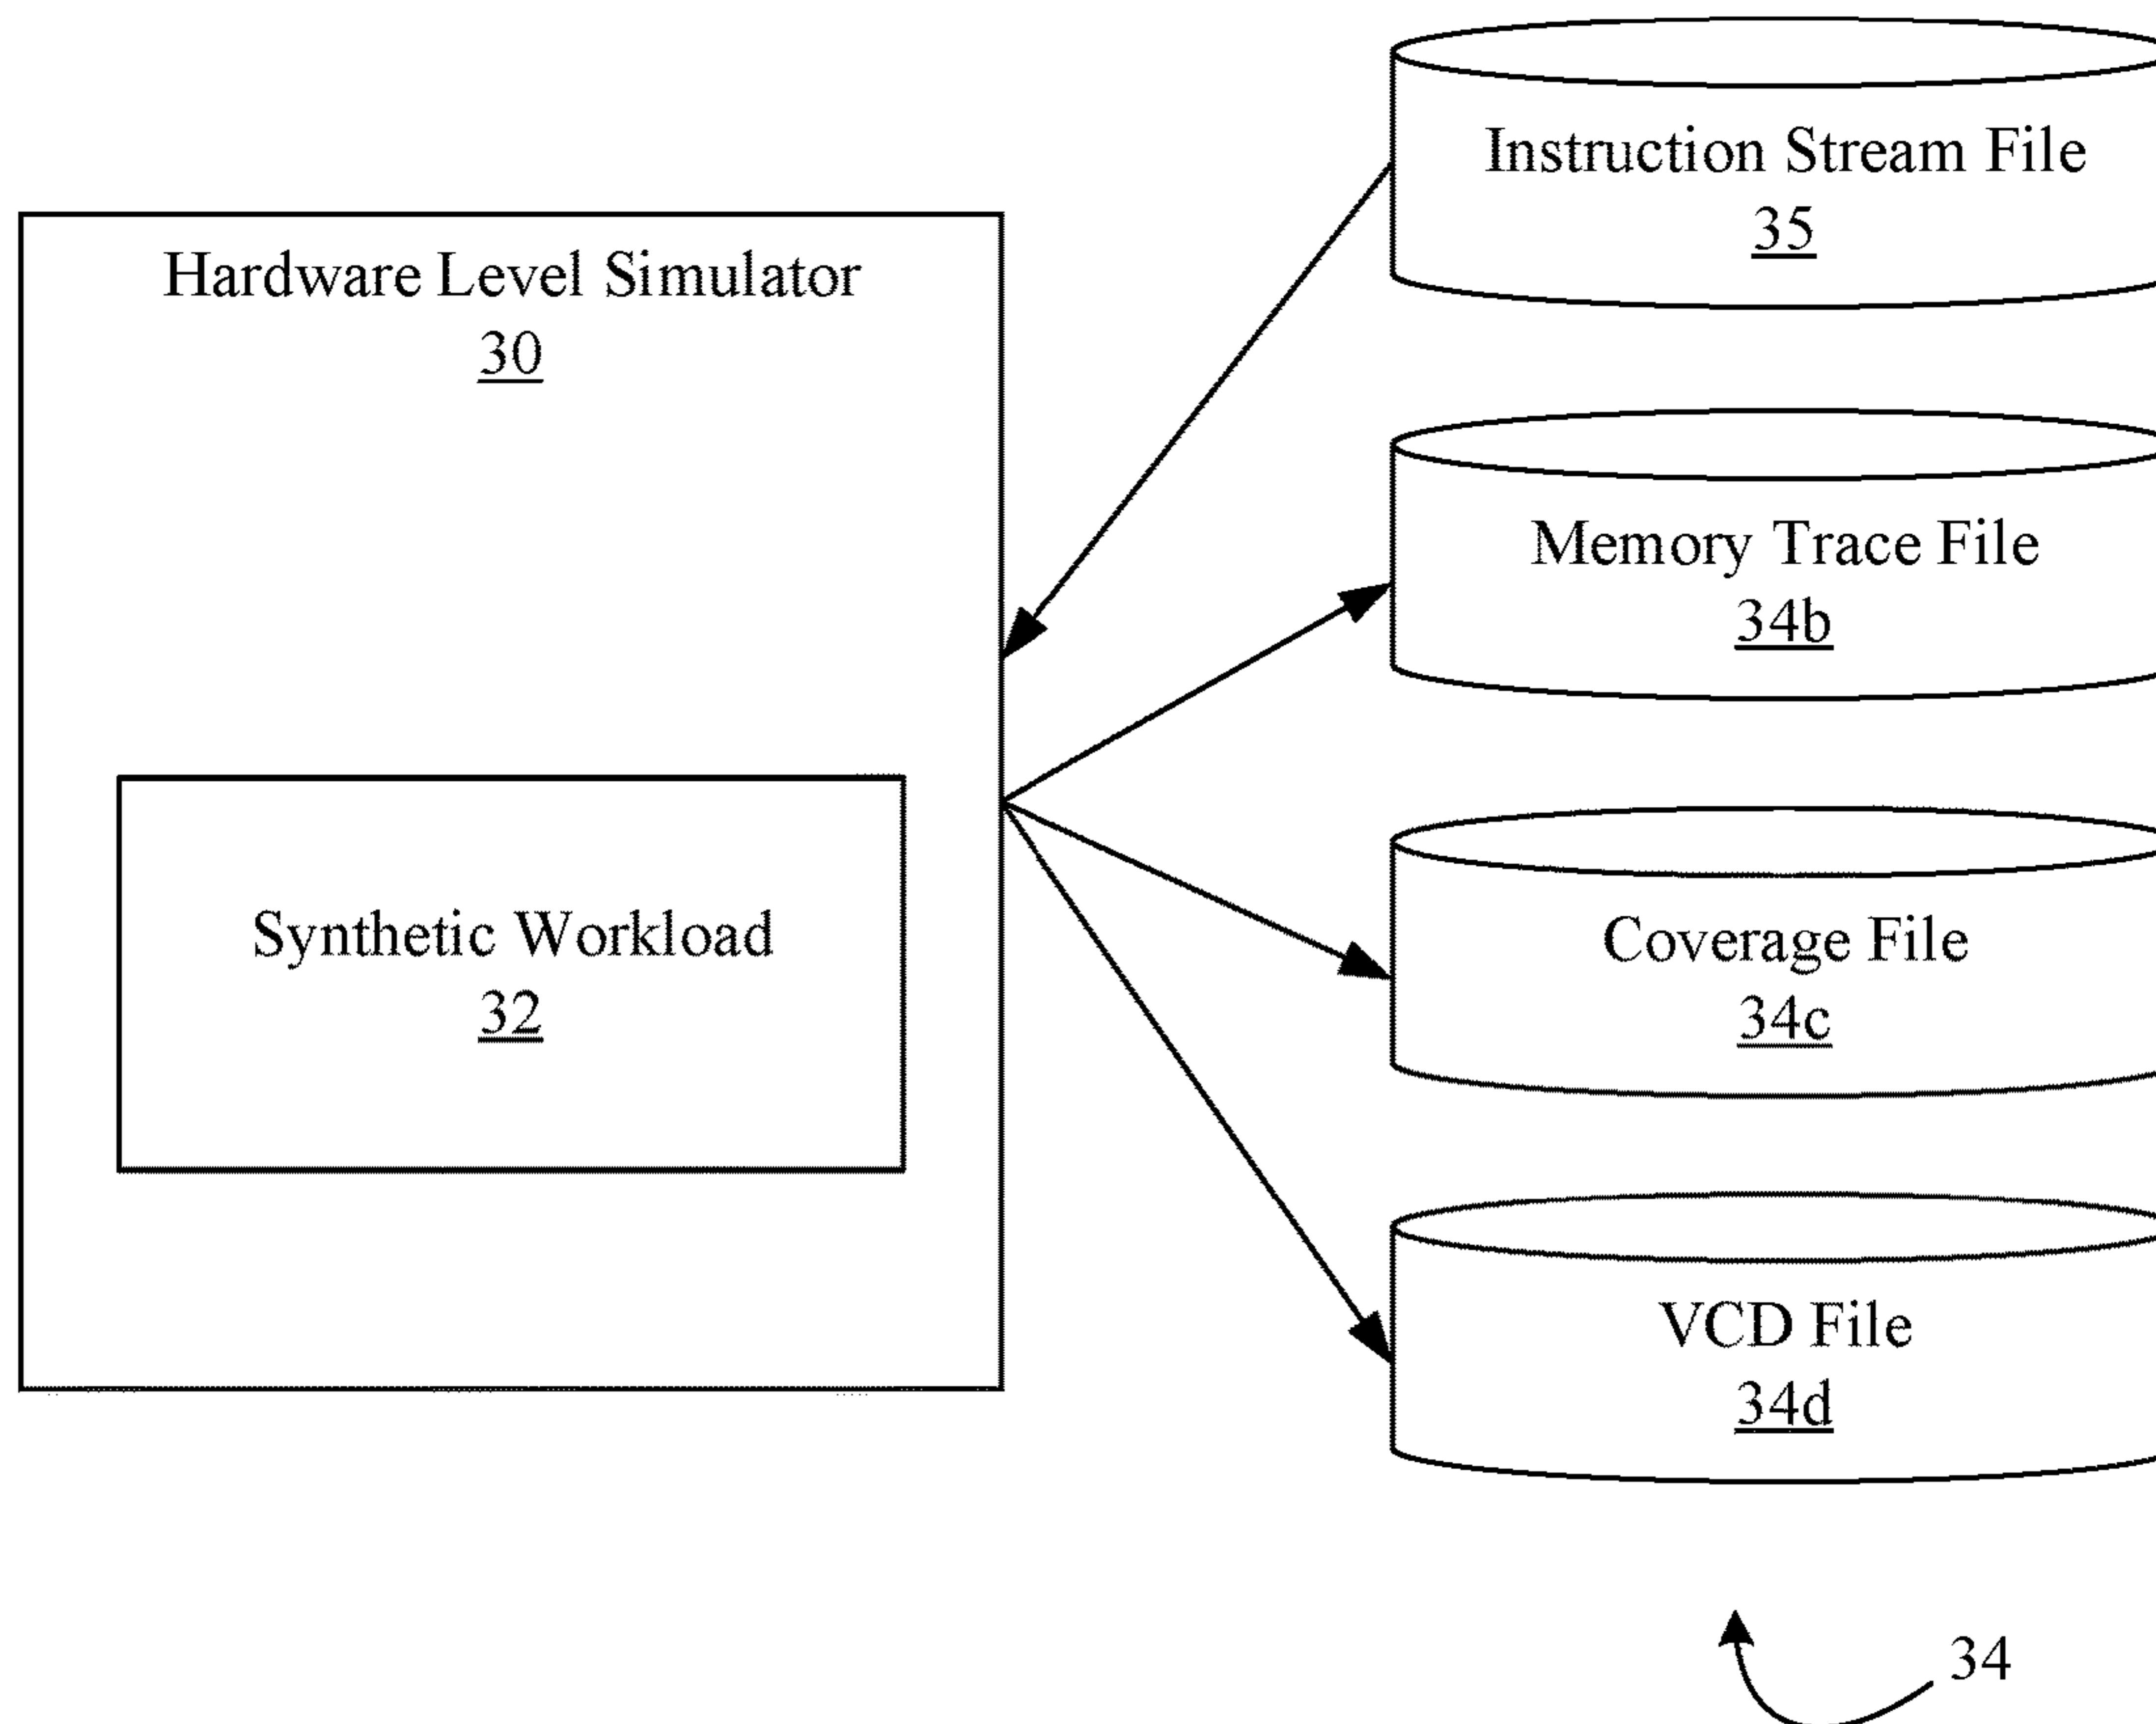 Hardware Level Simulator
30
Synthetic Workload
32
Instruction Stream File
35
Memory Trace File
34b
Coverage File
34c
VCD File
34d
34